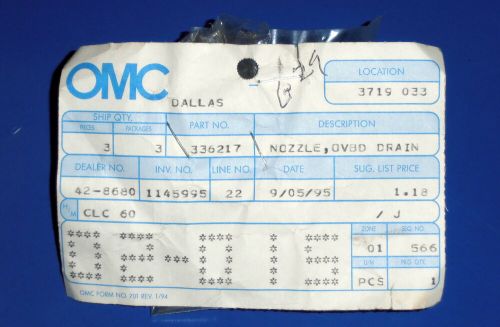 OMC
DALLAS
LOCATION
3719 033
SHIP QTY.
PIECES PACKAGES PART NO. DESCRIPTION
3 3 336217 NOZZLE,OVBD DRAIN
DEALER NO. INV. NO. LINE NO. DATE SUG. LIST PRICE
42-8680 1145995 22 9/05/95 1.18
H/M CLC 60 / J
ZONE SEQ. NO.
01 566
U/M PKG. QTY.
PCS 1
OMC FORM NO. 701 REV. 1/94